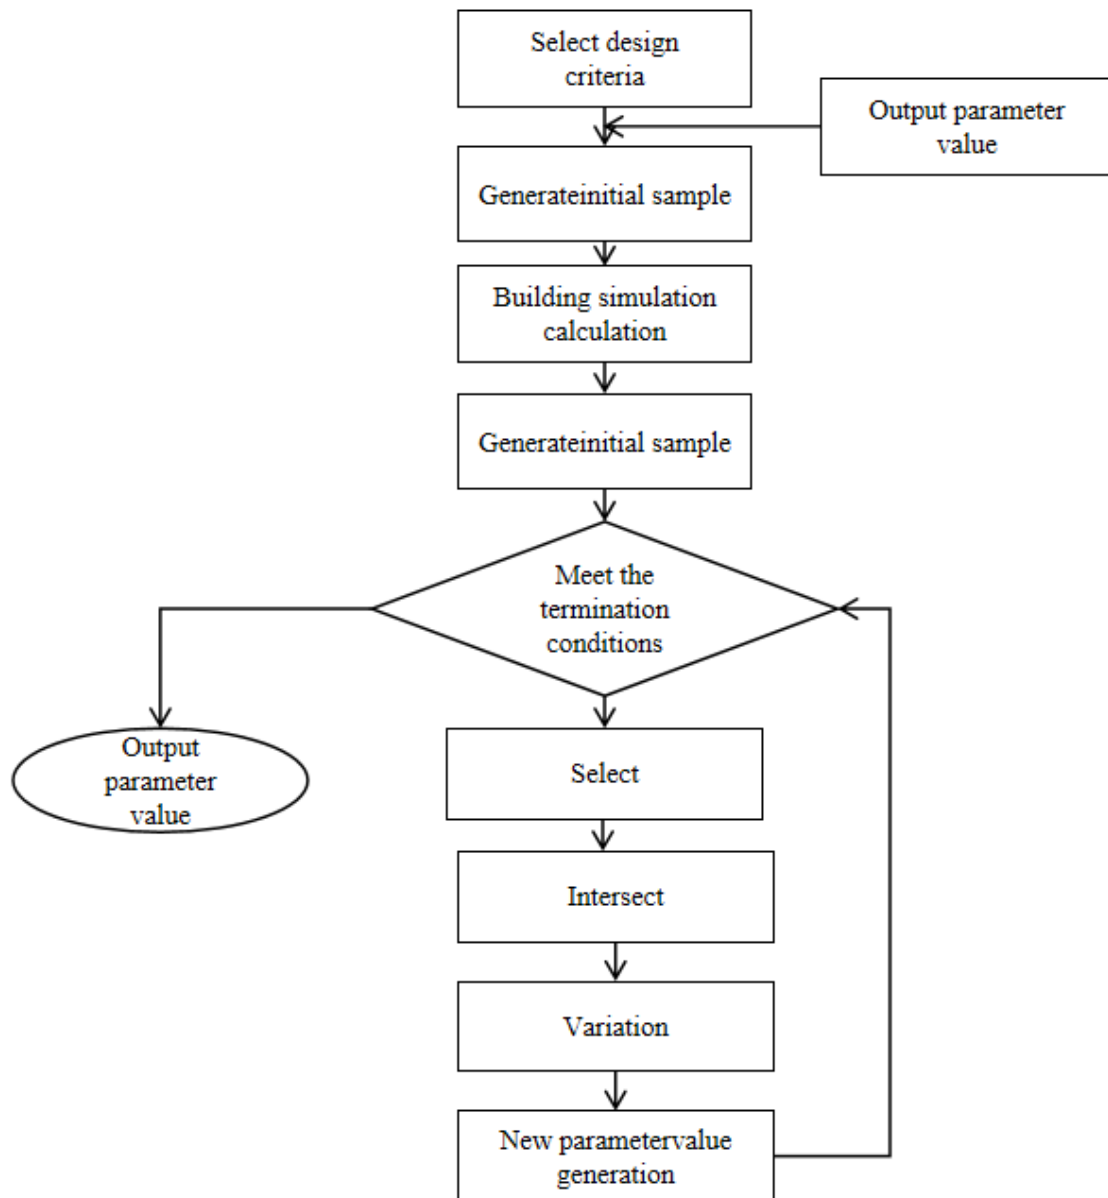 Select design
criteria
Output parameter
value
Generateinitial sample
Building simulation
calculation
Generateinitial sample
Meet the
termination
conditions
Output
parameter
value
Select
Intersect
Variation
New parametervalue
generation